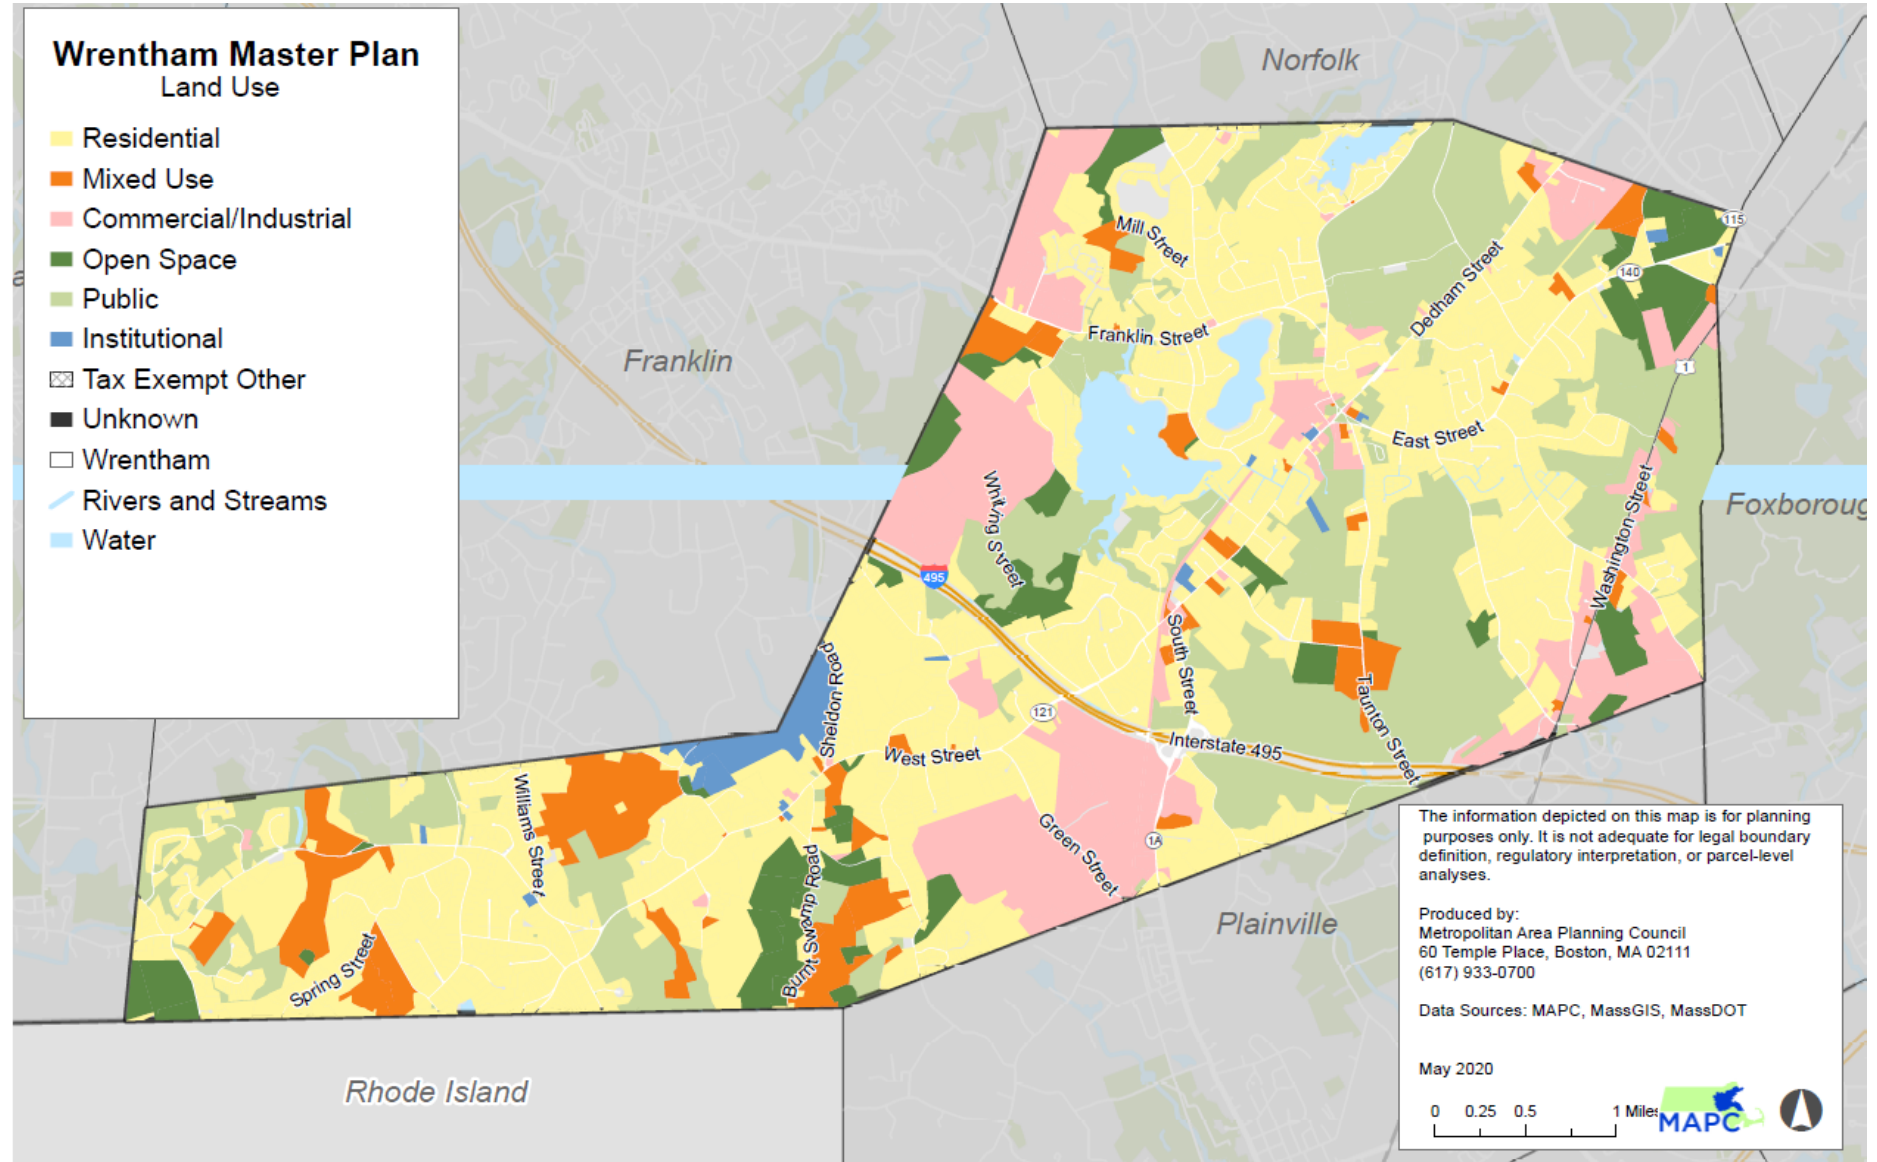 Wrentham Master Plan
Land Use
Residential
Mixed Use
Commercial/Industrial
Open Space
Public
Institutional
Tax Exempt Other
Unknown
Wrentham
Rivers and Streams
Water
Norfolk
Franklin
Foxboroug
Plainville
Rhode Island
115
140
1
Mill Street
Dedham Street
Franklin Street
East Street
Whiting Street
Washington Street
495
South Street
Sheldon Road
121
Taunton Street
Interstate 495
West Street
Williams Street
Green Street
1A
Burnt Swamp Road
Spring Street
The information depicted on this map is for planning
purposes only. It is not adequate for legal boundary
definition, regulatory interpretation, or parcel-level
analyses.
Produced by:
Metropolitan Area Planning Council
60 Temple Place, Boston, MA 02111
(617) 933-0700
Data Sources: MAPC, MassGIS, MassDOT
May 2020
0 0.25 0.5 1 Miles
MAPC